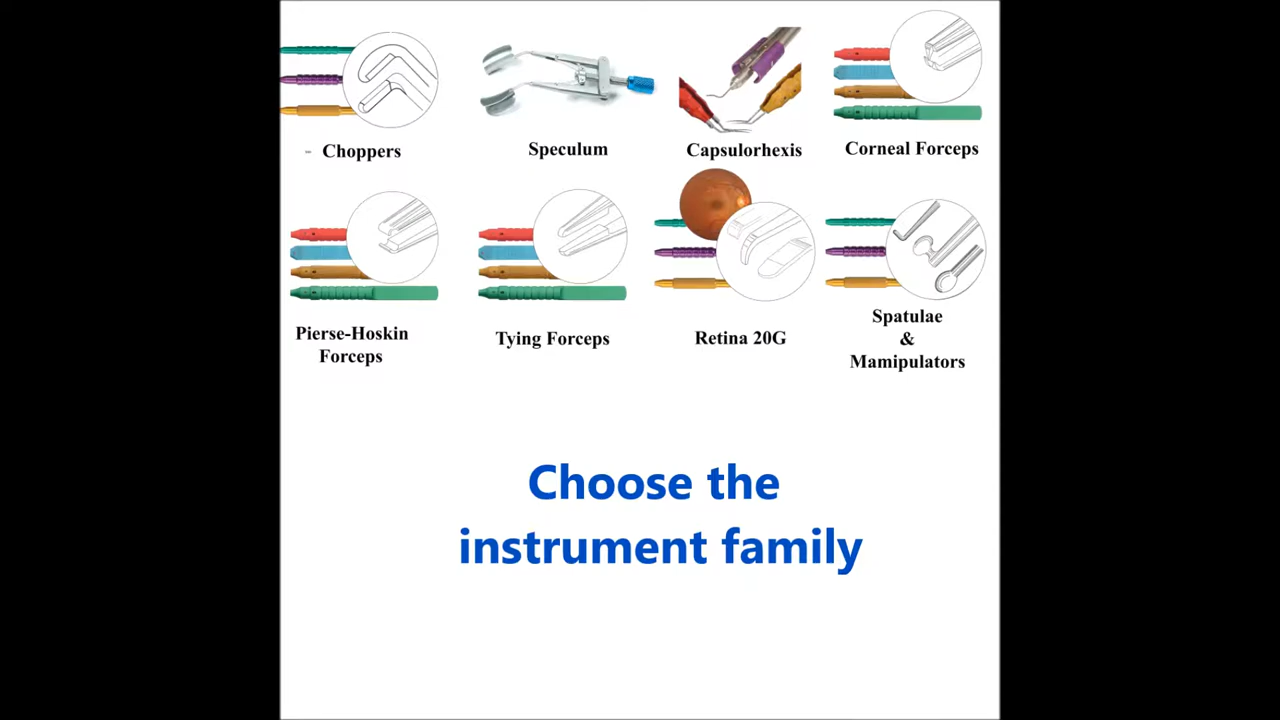 - Choppers
Speculum
Capsulorhexis
Corneal Forceps
Pierse-Hoskin
Forceps
Tying Forceps
Retina 20G
Spatulae
&
Mamipulators
Choose the
instrument family